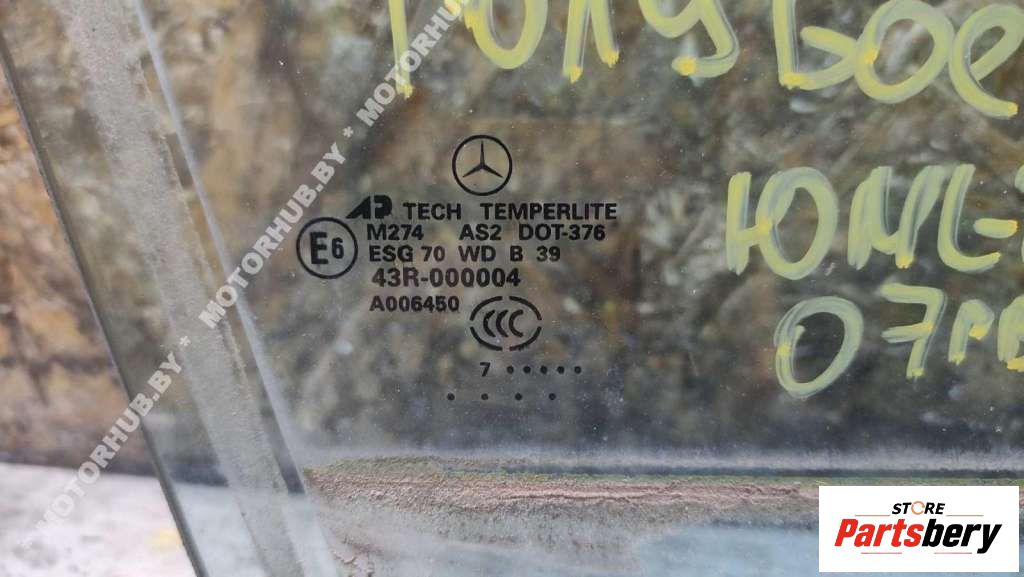 AP TECH TEMPERLITE
M274 AS2 DOT-376
E6
ESG 70 WD B 39
43R-000004
A006450
CCC
7 •••••
• • • •
MOTORHUB.BY * MOTORHUB.BY * MOTORHUB.BY
STORE
Partsbery